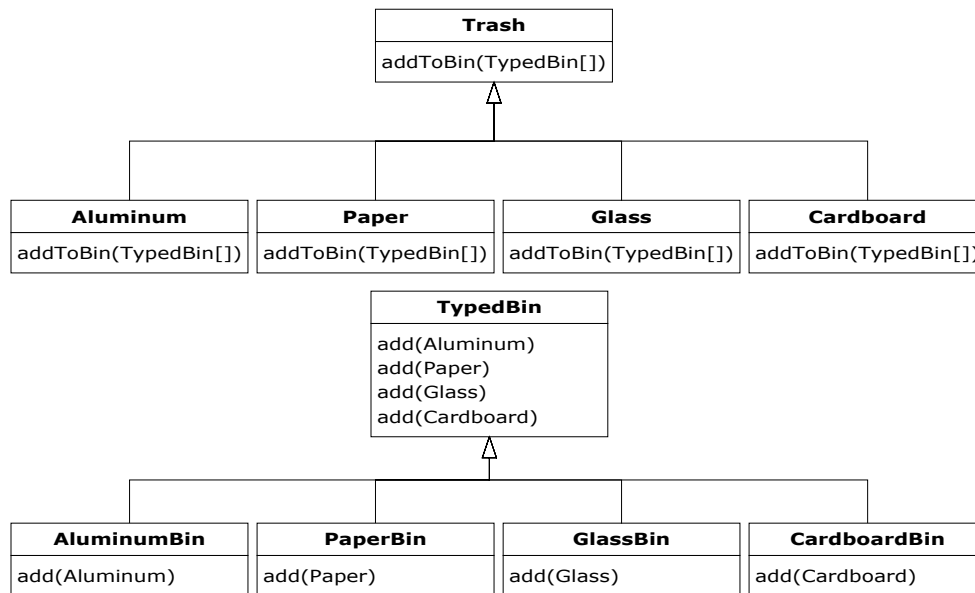 Trash
addToBin(TypedBin[])
Aluminum
addToBin(TypedBin[])
Paper
addToBin(TypedBin[])
Glass
addToBin(TypedBin[])
Cardboard
addToBin(TypedBin[])
TypedBin
add(Aluminum)
add(Paper)
add(Glass)
add(Cardboard)
AluminumBin
add(Aluminum)
PaperBin
add(Paper)
GlassBin
add(Glass)
CardboardBin
add(Cardboard)